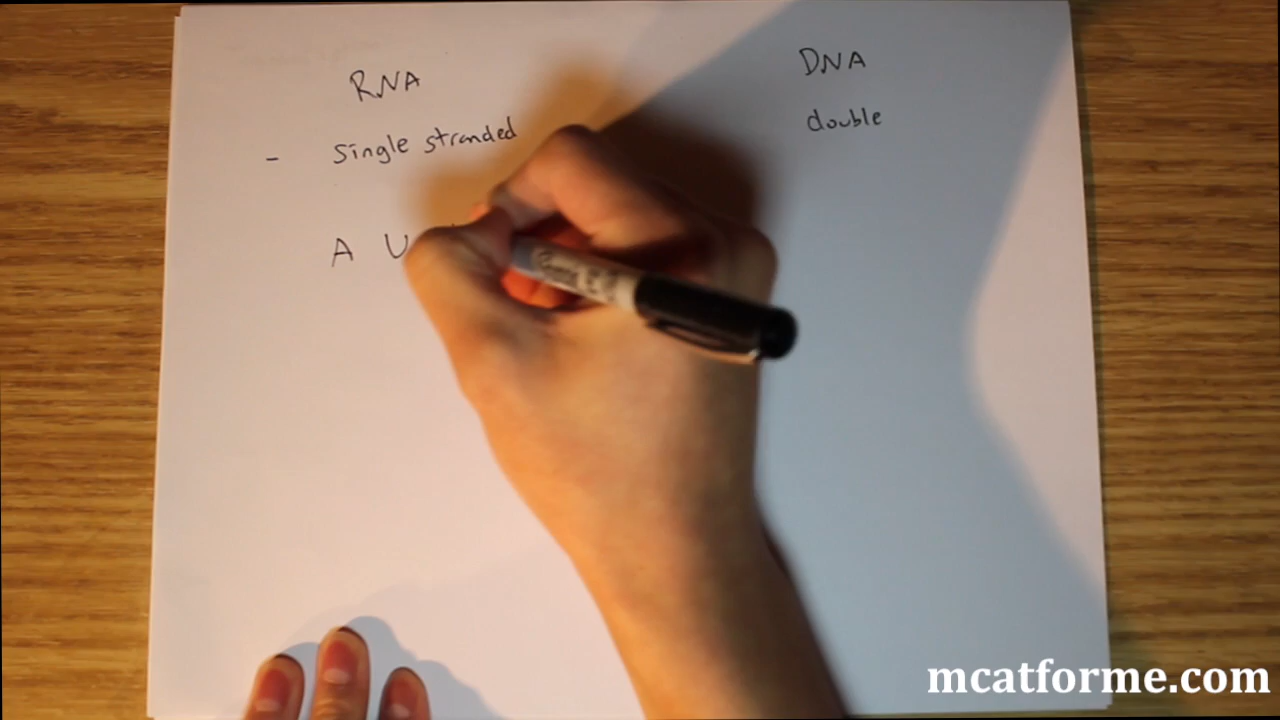 RNA
DNA
- single stranded
double
A U
mcatforme.com